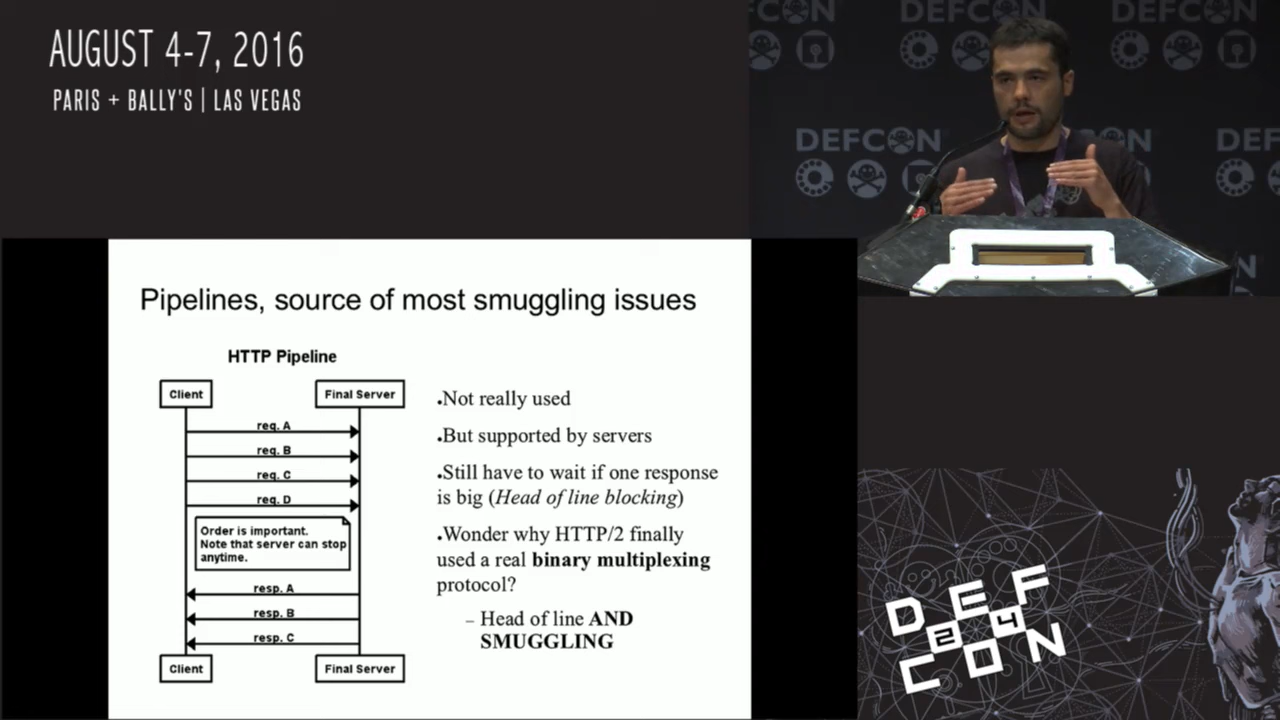 AUGUST 4-7, 2016
PARIS + BALLY'S | LAS VEGAS
DEFCON
DEFCON
DEFCON
DEFCON
Pipelines, source of most smuggling issues
HTTP Pipeline
Client
Final Server
req. A
req. B
req. C
req. D
Order is important.
Note that server can stop
anytime.
resp. A
resp. B
resp. C
Client
Final Server
•Not really used
•But supported by servers
•Still have to wait if one response
is big (Head of line blocking)
•Wonder why HTTP/2 finally
used a real binary multiplexing
protocol?
– Head of line AND
SMUGGLING
DEF
24
CON